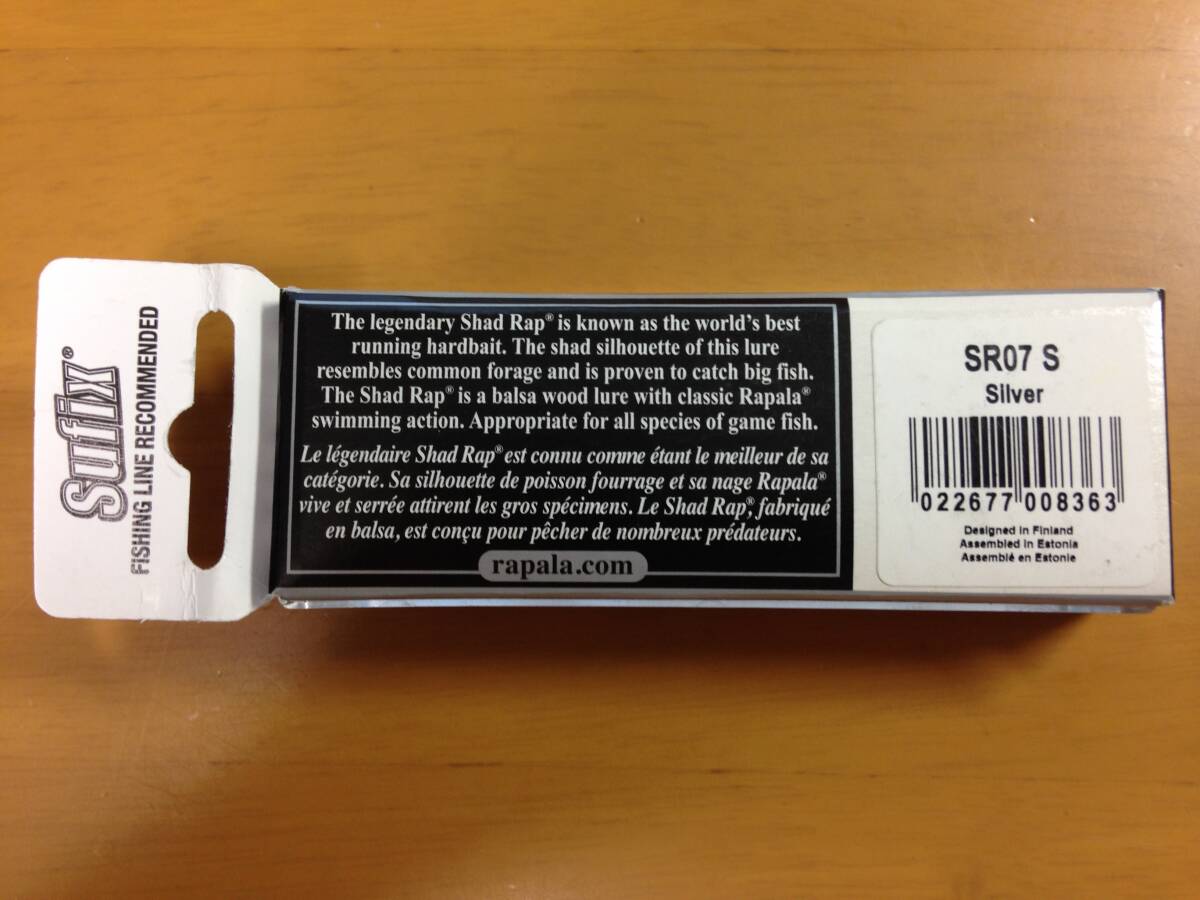 Sufix®
FISHING LINE RECOMMENDED
The legendary Shad Rap® is known as the world's best
running hardbait. The shad silhouette of this lure
resembles common forage and is proven to catch big fish.
The Shad Rap® is a balsa wood lure with classic Rapala®
swimming action. Appropriate for all species of game fish.
Le légendaire Shad Rap® est connu comme étant le meilleur de sa
catégorie. Sa silhouette de poisson fourrage et sa nage Rapala®
vive et serrée attirent les gros spécimens. Le Shad Rap®, fabriqué
en balsa, est conçu pour pêcher de nombreux prédateurs.
rapala.com
SR07 S
Silver
022677 008363
Designed in Finland
Assembled in Estonia
Assemblé en Estonie